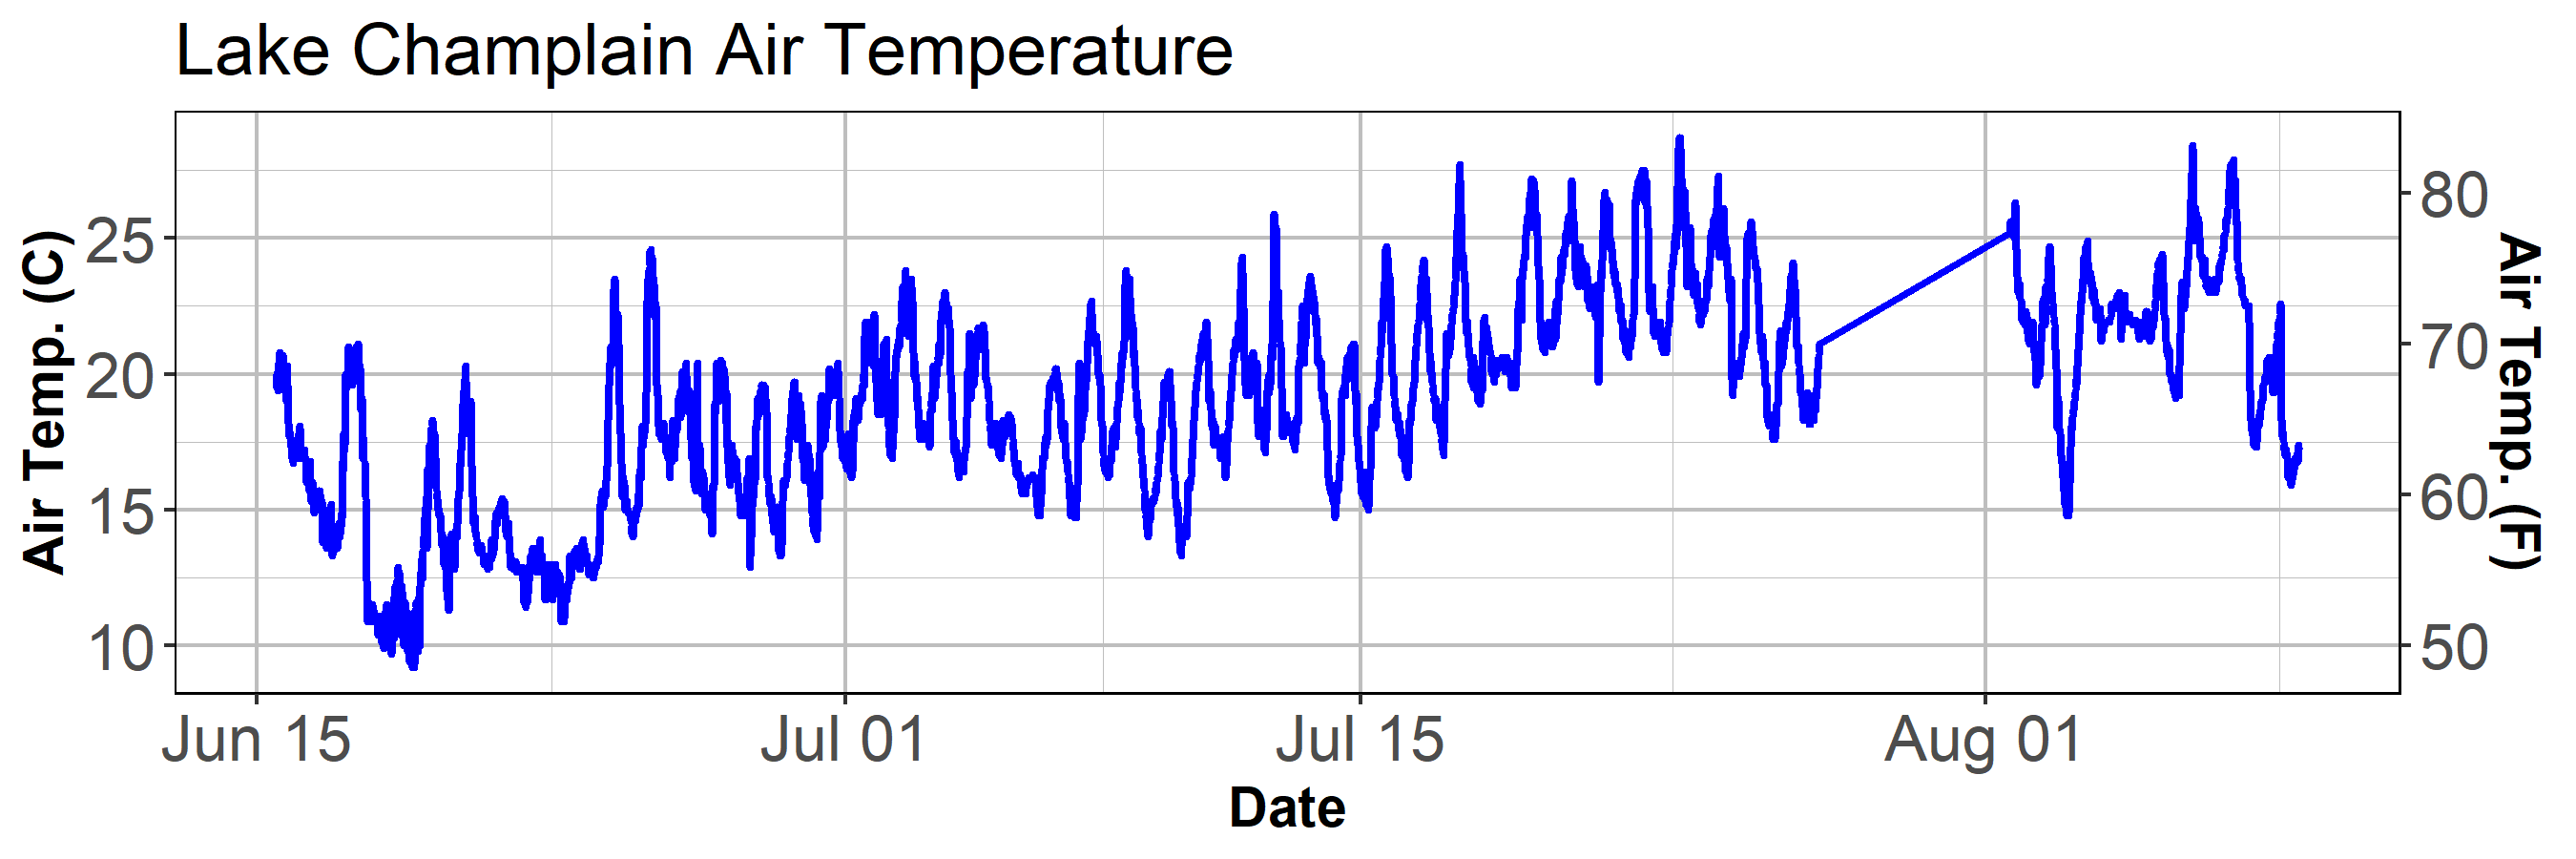 Lake Champlain Air Temperature
Air Temp. (C)
25
20
15
10
80
70
60
50
Air Temp. (F)
Jun 15
Jul 01
Jul 15
Aug 01
Date